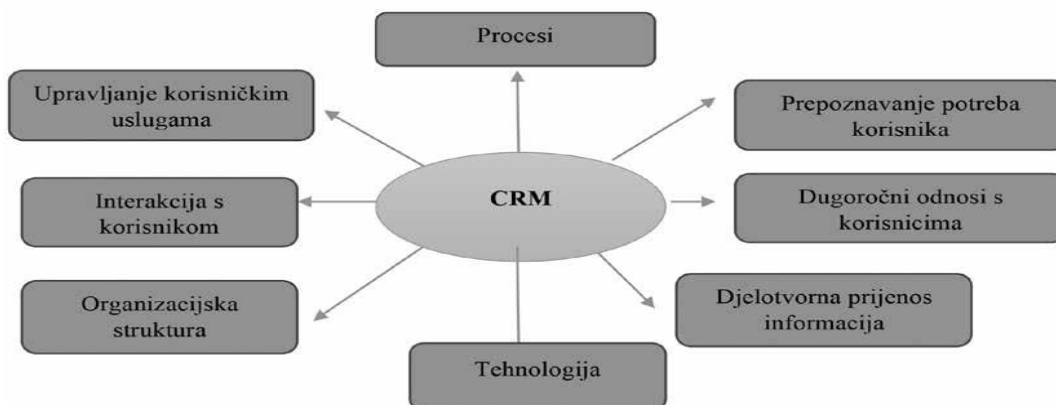 Procesi
Upravljanje korisničkim
uslugama
Prepoznavanje potreba
korisnika
CRM
Interakcija s
korisnikom
Dugoročni odnosi s
korisnicima
Organizacijska
struktura
Djelotvorna prijenos
informacija
Tehnologija